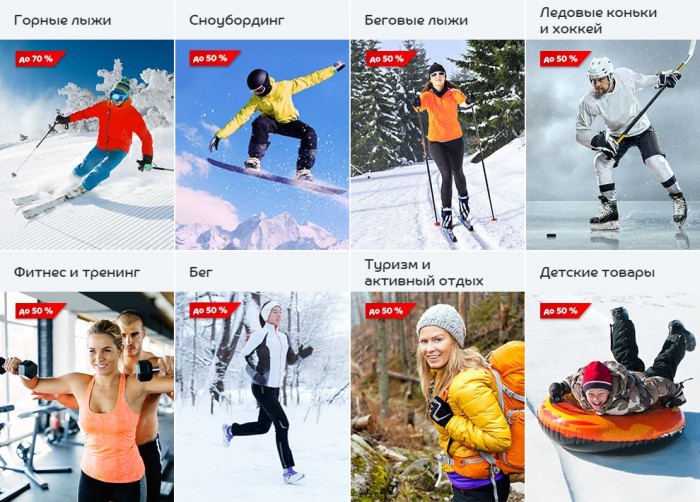 Горные лыжи
до 70 %
Сноубординг
до 50 %
Беговые лыжи
до 50 %
Ледовые коньки
и хоккей
до 50 %
Фитнес и тренинг
до 50 %
Бег
до 50 %
Туризм и
активный отдых
до 50 %
Детские товары
до 50 %